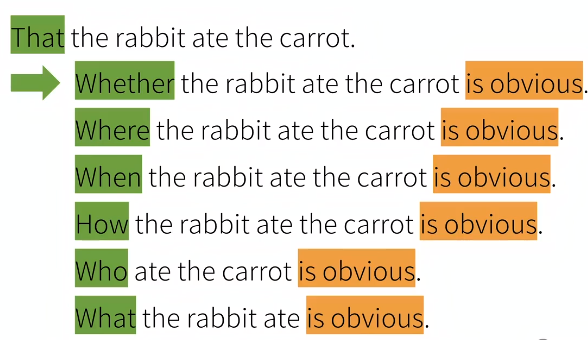 That the rabbit ate the carrot.
Whether the rabbit ate the carrot is obvious.
Where the rabbit ate the carrot is obvious.
When the rabbit ate the carrot is obvious.
How the rabbit ate the carrot is obvious.
Who ate the carrot is obvious.
What the rabbit ate is obvious.